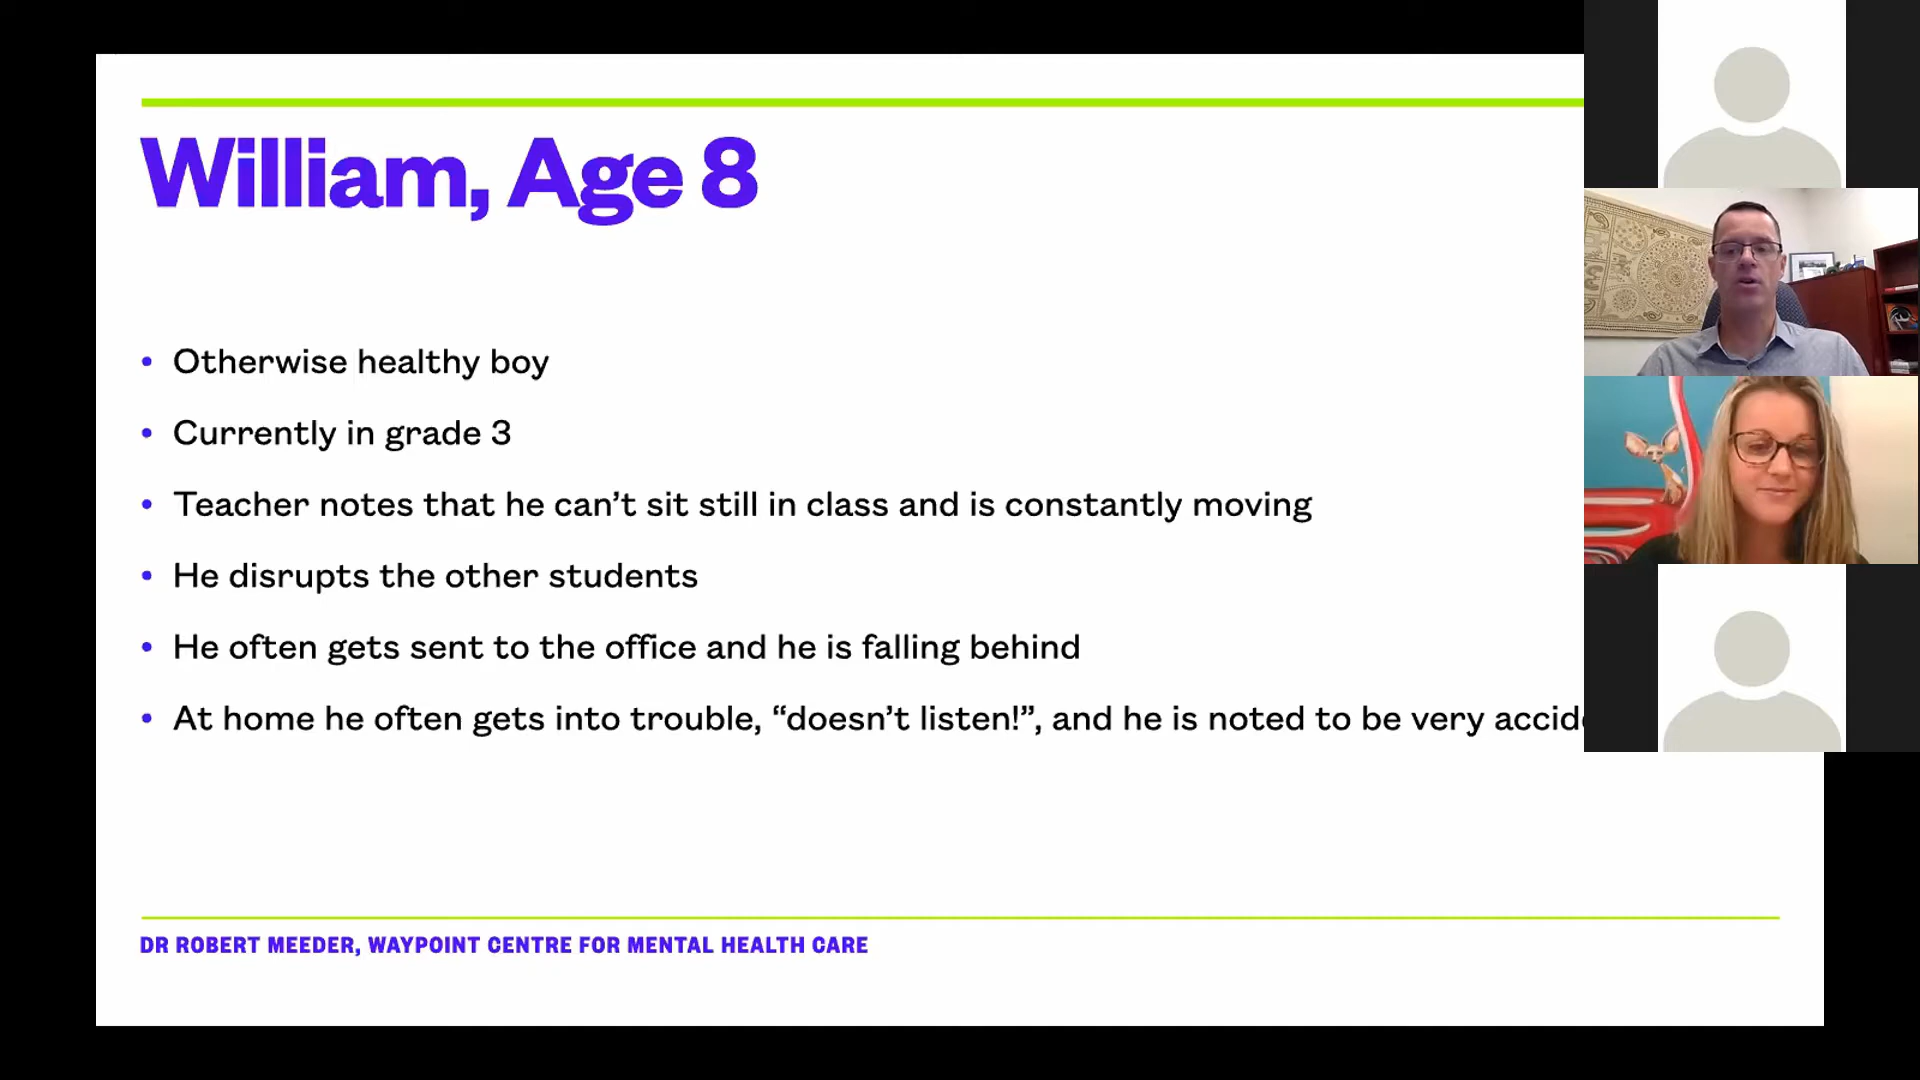 William, Age 8
• Otherwise healthy boy
• Currently in grade 3
• Teacher notes that he can’t sit still in class and is constantly moving
• He disrupts the other students
• He often gets sent to the office and he is falling behind
• At home he often gets into trouble, “doesn’t listen!”, and he is noted to be very
DR ROBERT MEEDER, WAYPOINT CENTRE FOR MENTAL HEALTH CARE